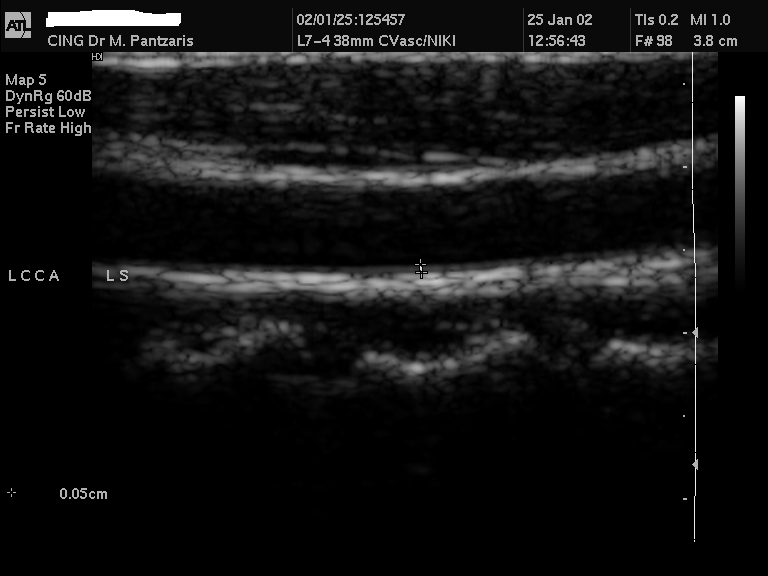 ATL
02/01/25:125457
25 Jan 02
TIs 0.2 MI 1.0
CING Dr M. Pantzaris
L7-4 38mm CVasc/NIKI
12:56:43
F# 98 3.8 cm
HDI
Map 5
DynRg 60dB
Persist Low
Fr Rate High
LCCA LS
0.05cm